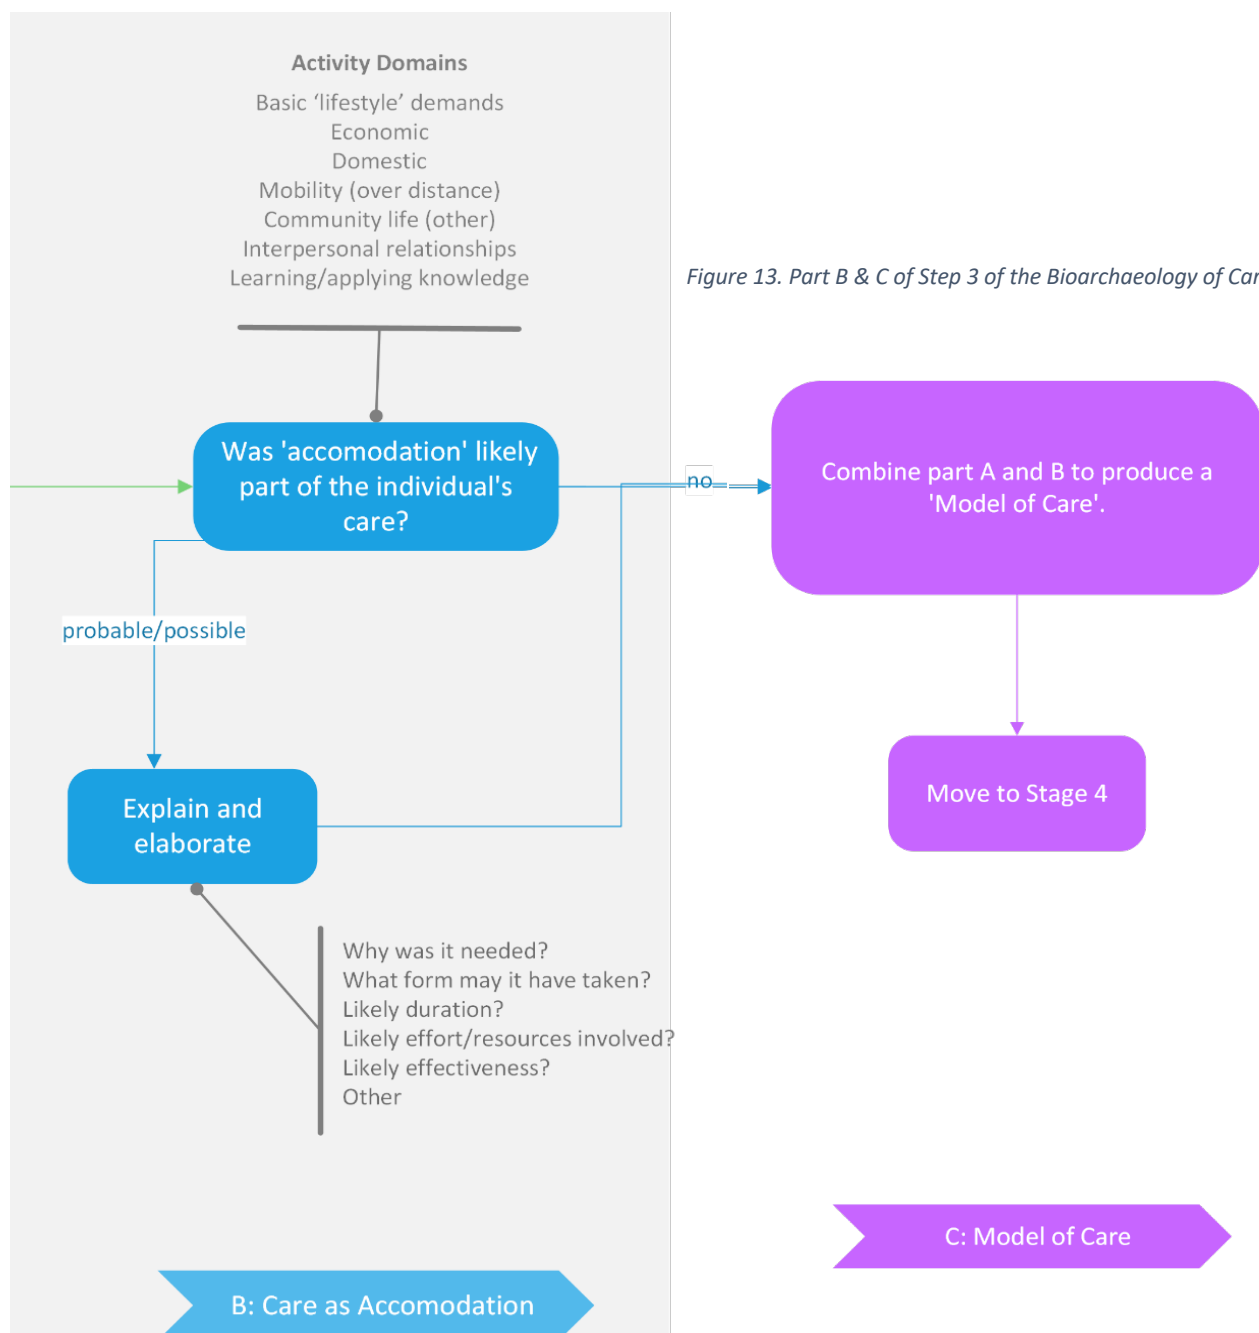 Activity Domains
Basic ‘lifestyle’ demands
Economic
Domestic
Mobility (over distance)
Community life (other)
Interpersonal relationships
Learning/applying knowledge
Figure 13. Part B & C of Step 3 of the Bioarchaeology of Car
Was 'accomodation' likely
part of the individual's
care?
no
Combine part A and B to produce a
'Model of Care'.
probable/possible
Move to Stage 4
Explain and
elaborate
Why was it needed?
What form may it have taken?
Likely duration?
Likely effort/resources involved?
Likely effectiveness?
Other
C: Model of Care
B: Care as Accomodation